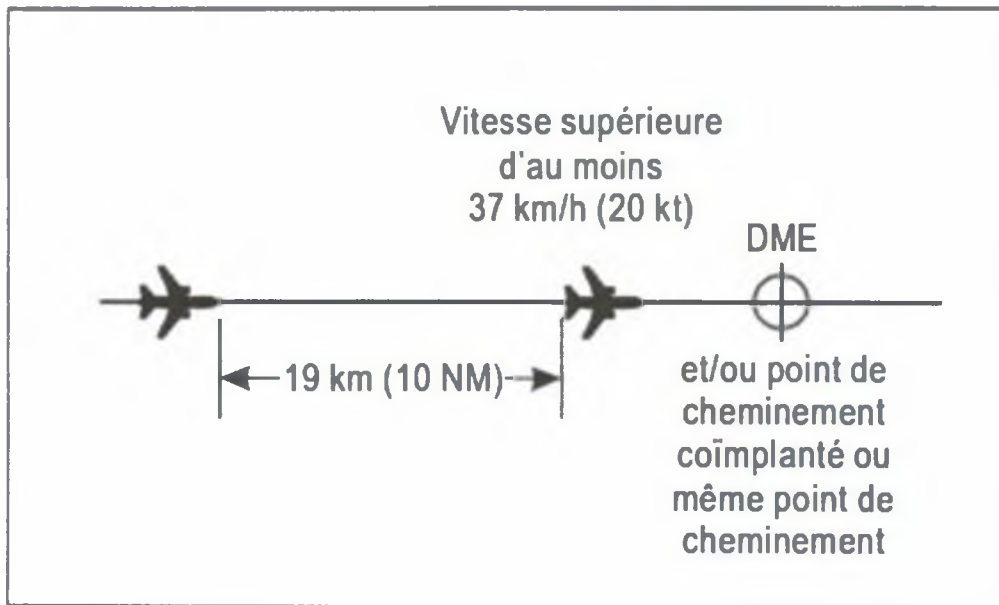 Vitesse supérieure
d'au moins
37 km/h (20 kt)
DME
19 km (10 NM)
et/ou point de
cheminement
coïmplanté ou
même point de
cheminement